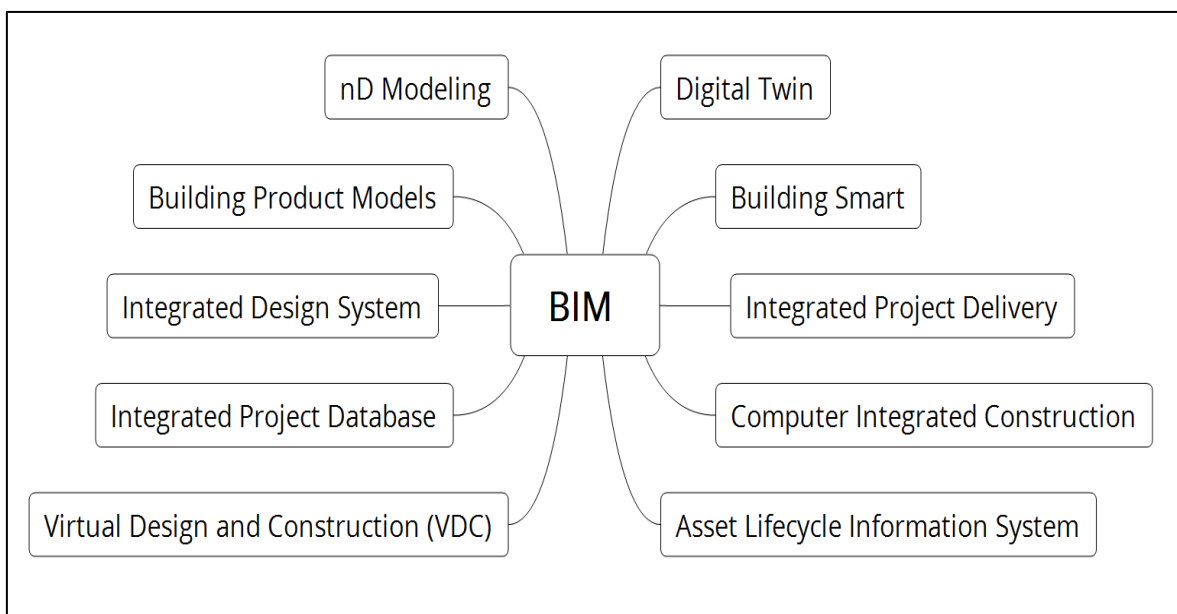 nD Modeling
Digital Twin
Building Product Models
Building Smart
Integrated Design System
BIM
Integrated Project Delivery
Integrated Project Database
Computer Integrated Construction
Virtual Design and Construction (VDC)
Asset Lifecycle Information System